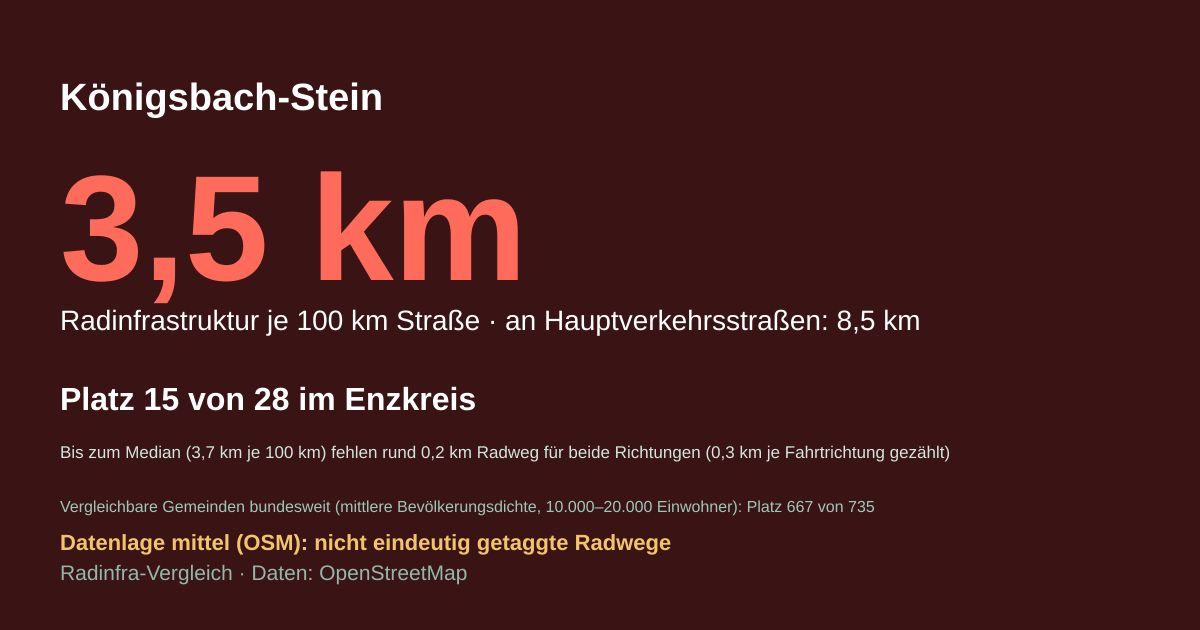 Königsbach-Stein
3,5 km
Radinfrastruktur je 100 km Straße · an Hauptverkehrsstraßen: 8,5 km
Platz 15 von 28 im Enzkreis
Bis zum Median (3,7 km je 100 km) fehlen rund 0,2 km Radweg für beide Richtungen (0,3 km je Fahrtrichtung gezählt)
Vergleichbare Gemeinden bundesweit (mittlere Bevölkerungsdichte, 10.000–20.000 Einwohner): Platz 667 von 735
Datenlage mittel (OSM): nicht eindeutig getaggte Radwege
Radinfra-Vergleich · Daten: OpenStreetMap